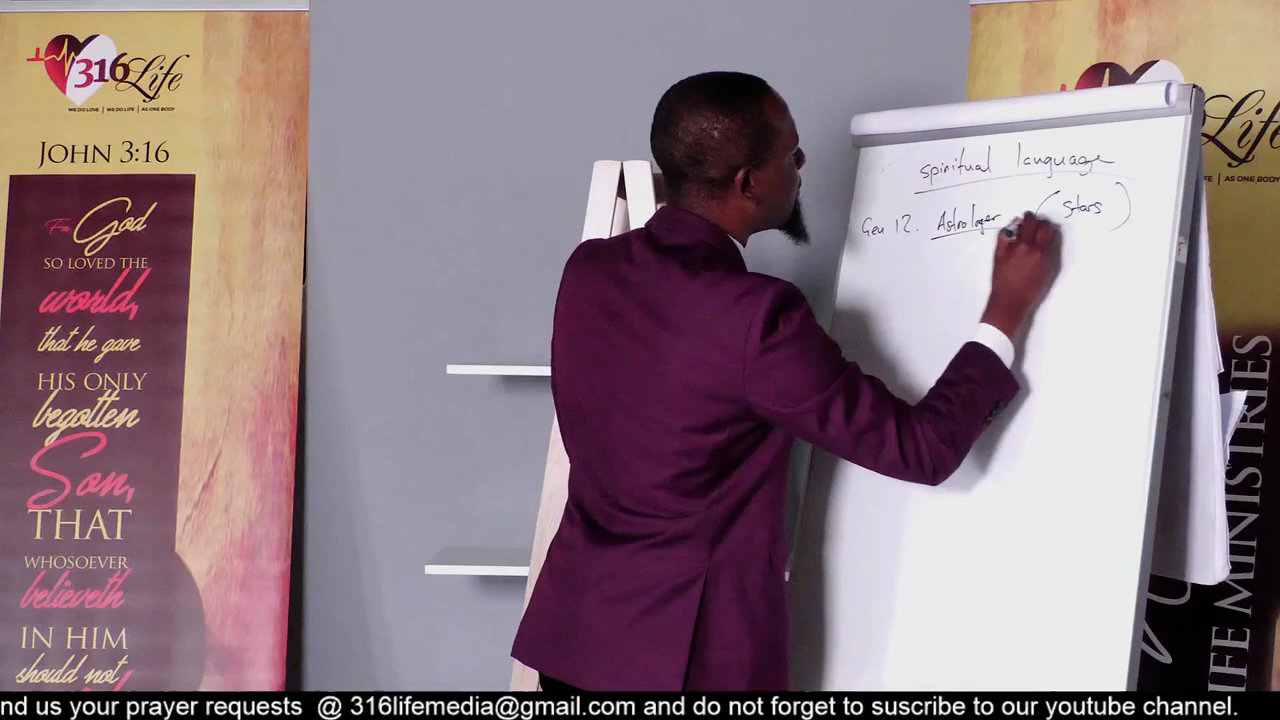 316 Life
WE DO LOVE | WE DO LIFE | AS ONE BODY
JOHN 3:16
For God
SO LOVED THE
world,
that he gave
HIS ONLY
begotten
Son,
THAT
WHOSOEVER
believeth
IN HIM
should not
spiritual language
Gen 12. Astrologer (stars)
Life
FE | AS ONE BODY
IFE MINISTRIES
nd us your prayer requests @ 316lifemedia@gmail.com and do not forget to suscribe to our youtube channel.